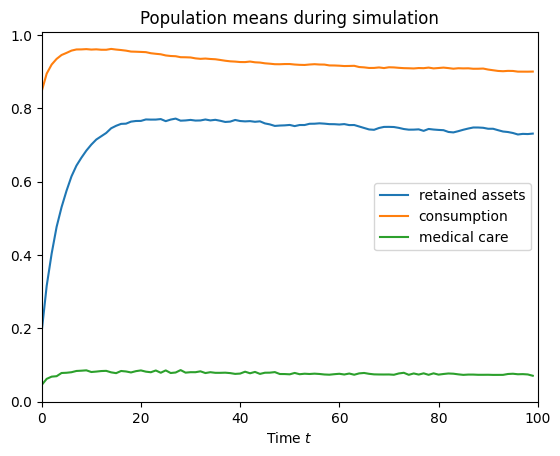 Population means during simulation
1.0
0.8
0.6
0.4
0.2
0.0
retained assets
consumption
medical care
0 20 40 60 80 100
Time t